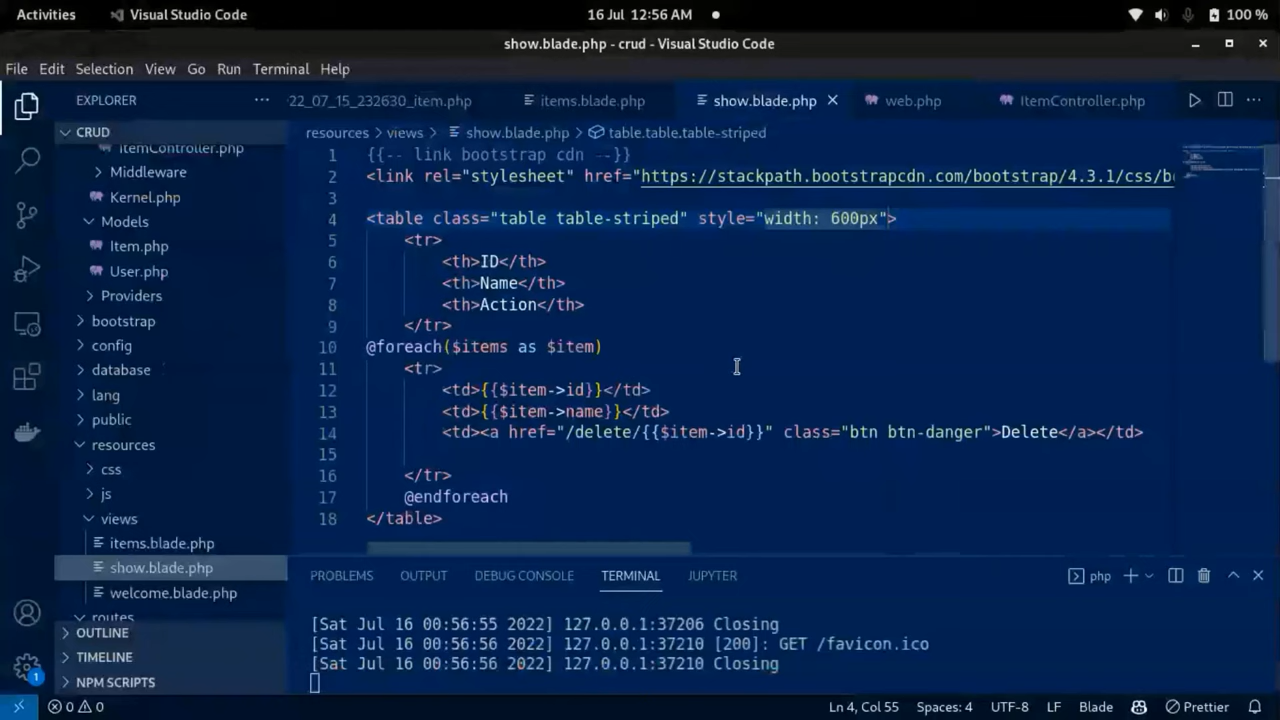 Activities Visual Studio Code 16 Jul 12:56 AM 100 %
show.blade.php - crud - Visual Studio Code
File Edit Selection View Go Run Terminal Help
EXPLORER
22_07_15_232630_item.php items.blade.php show.blade.php web.php ItemController.php
CRUD
ItemController.php
Middleware
Kernel.php
Models
Item.php
User.php
Providers
bootstrap
config
database
lang
public
resources
css
js
views
items.blade.php
show.blade.php
welcome.blade.php
routes
OUTLINE
TIMELINE
NPM SCRIPTS
resources > views > show.blade.php > table.table.table-striped
1 {{-- link bootstrap cdn --}}
2 <link rel="stylesheet" href="https://stackpath.bootstrapcdn.com/bootstrap/4.3.1/css/b
3
4 <table class="table table-striped" style="width: 600px">
5 <tr>
6 <th>ID</th>
7 <th>Name</th>
8 <th>Action</th>
9 </tr>
10 @foreach($items as $item)
11 <tr>
12 <td>{{$item->id}}</td>
13 <td>{{$item->name}}</td>
14 <td><a href="/delete/{{$item->id}}" class="btn btn-danger">Delete</a></td>
15
16 </tr>
17 @endforeach
18 </table>
PROBLEMS OUTPUT DEBUG CONSOLE TERMINAL JUPYTER php
[Sat Jul 16 00:56:55 2022] 127.0.0.1:37206 Closing
[Sat Jul 16 00:56:56 2022] 127.0.0.1:37210 [200]: GET /favicon.ico
[Sat Jul 16 00:56:56 2022] 127.0.0.1:37210 Closing
1
0 0 Ln 4, Col 55 Spaces: 4 UTF-8 LF Blade Prettier